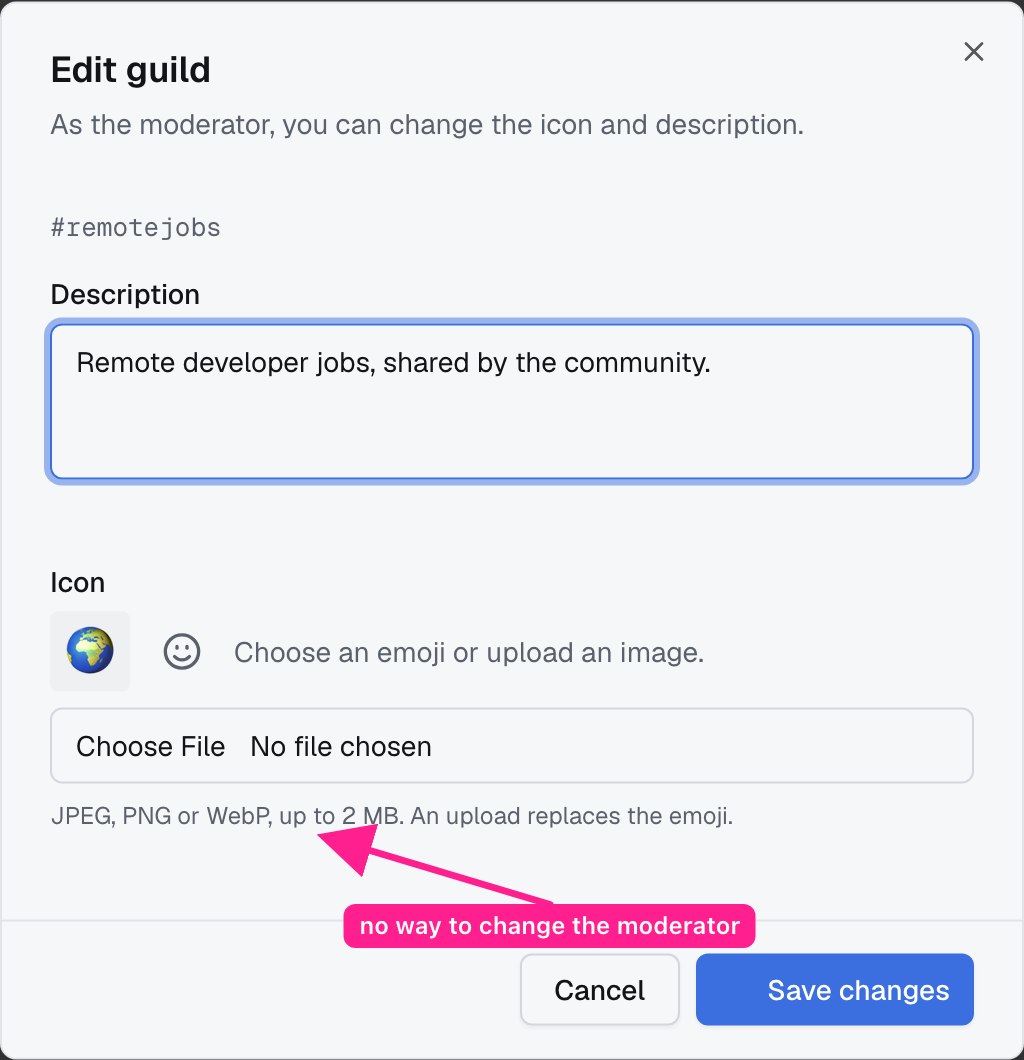 Edit guild
As the moderator, you can change the icon and description.
#remotejobs
Description
Remote developer jobs, shared by the community.
Icon
Choose an emoji or upload an image.
Choose File No file chosen
JPEG, PNG or WebP, up to 2 MB. An upload replaces the emoji.
no way to change the moderator
Cancel Save changes